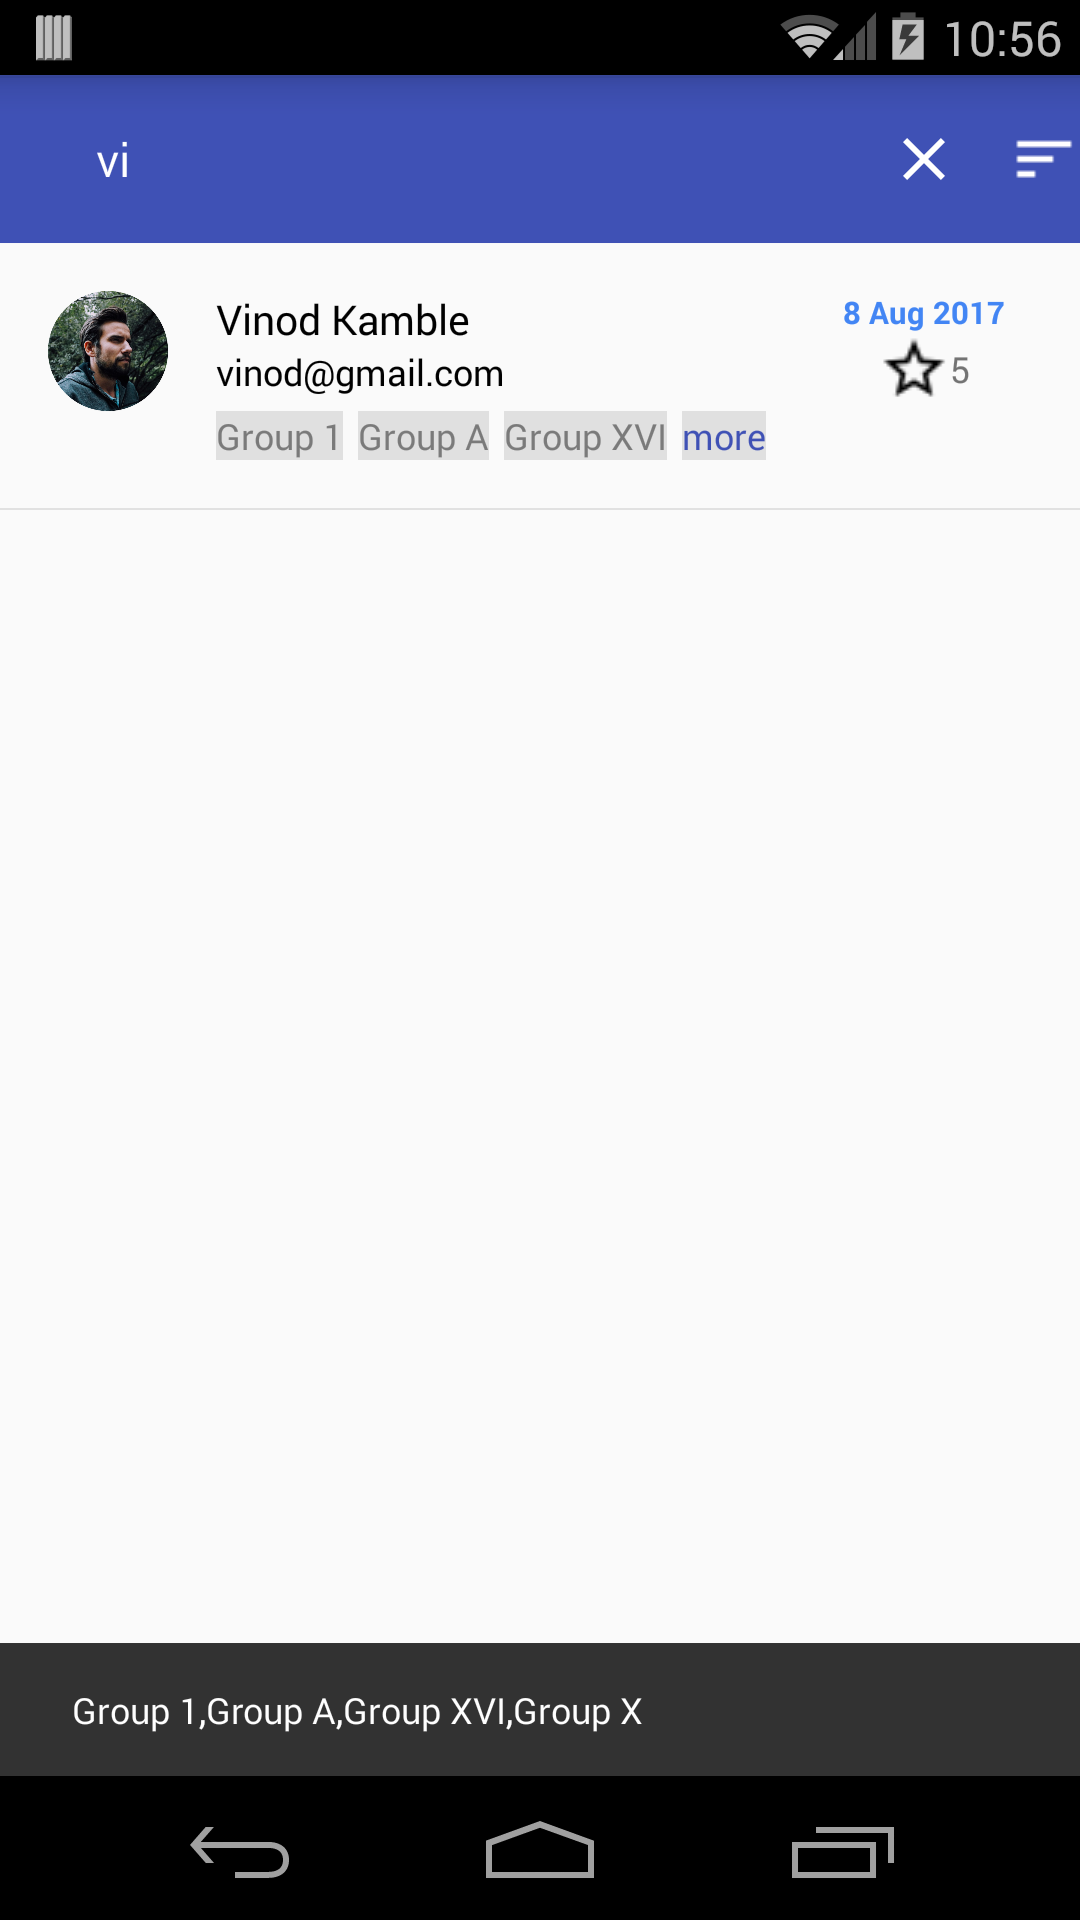 10:56
vi
Vinod Kamble
8 Aug 2017
vinod@gmail.com
5
Group 1 Group A Group XVI more
Group 1,Group A,Group XVI,Group X